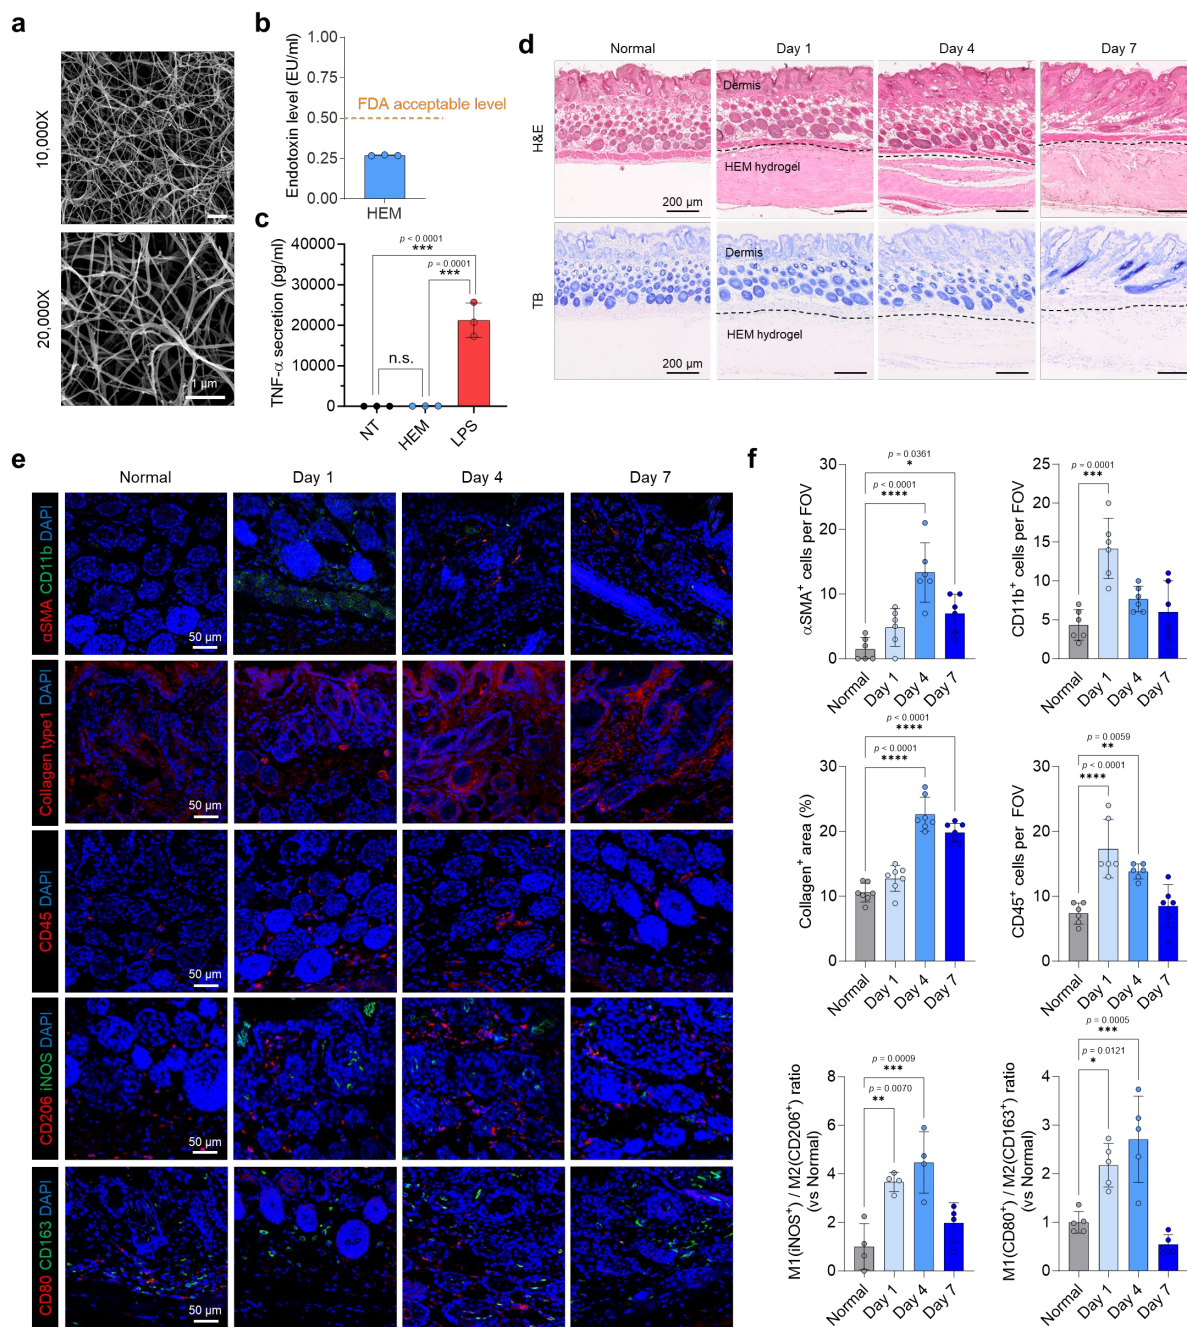 a
10,000X
20,000X
1 µm
b
Endotoxin level (EU/ml)
1.00
0.75
0.50
0.25
0.00
FDA acceptable level
HEM
c
TNF-α secretion (pg/ml)
40000
30000
20000
10000
0
p < 0.0001
***
p = 0.0001
***
n.s.
NT
HEM
LPS
d
Normal
Day 1
Day 4
Day 7
H&E
Dermis
HEM hydrogel
200 µm
TB
Dermis
HEM hydrogel
200 µm
e
Normal
Day 1
Day 4
Day 7
αSMA CD11b DAPI
50 µm
Collagen type1 DAPI
50 µm
CD45 DAPI
50 µm
CD206 iNOS DAPI
50 µm
CD80 CD163 DAPI
50 µm
f
αSMA⁺ cells per FOV
30
20
10
0
p = 0.0361
*
p < 0.0001
****
Normal
Day 1
Day 4
Day 7
CD11b⁺ cells per FOV
25
20
15
10
5
0
p = 0.0001
***
Normal
Day 1
Day 4
Day 7
Collagen⁺ area (%)
30
20
10
0
p < 0.0001
****
p < 0.0001
****
Normal
Day 1
Day 4
Day 7
CD45⁺ cells per FOV
30
20
10
0
p = 0.0059
**
p < 0.0001
****
Normal
Day 1
Day 4
Day 7
M1(iNOS⁺) / M2(CD206⁺) ratio
(vs Normal)
8
6
4
2
0
p = 0.0009
***
p = 0.0070
**
Normal
Day 1
Day 4
Day 7
M1(CD80⁺) / M2(CD163⁺) ratio
(vs Normal)
4
3
2
1
0
p = 0.0005
***
p = 0.0121
*
Normal
Day 1
Day 4
Day 7